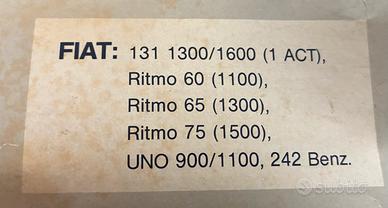 FIAT: 131 1300/1600 (1 ACT),
Ritmo 60 (1100),
Ritmo 65 (1300),
Ritmo 75 (1500),
UNO 900/1100, 242 Benz.
subito